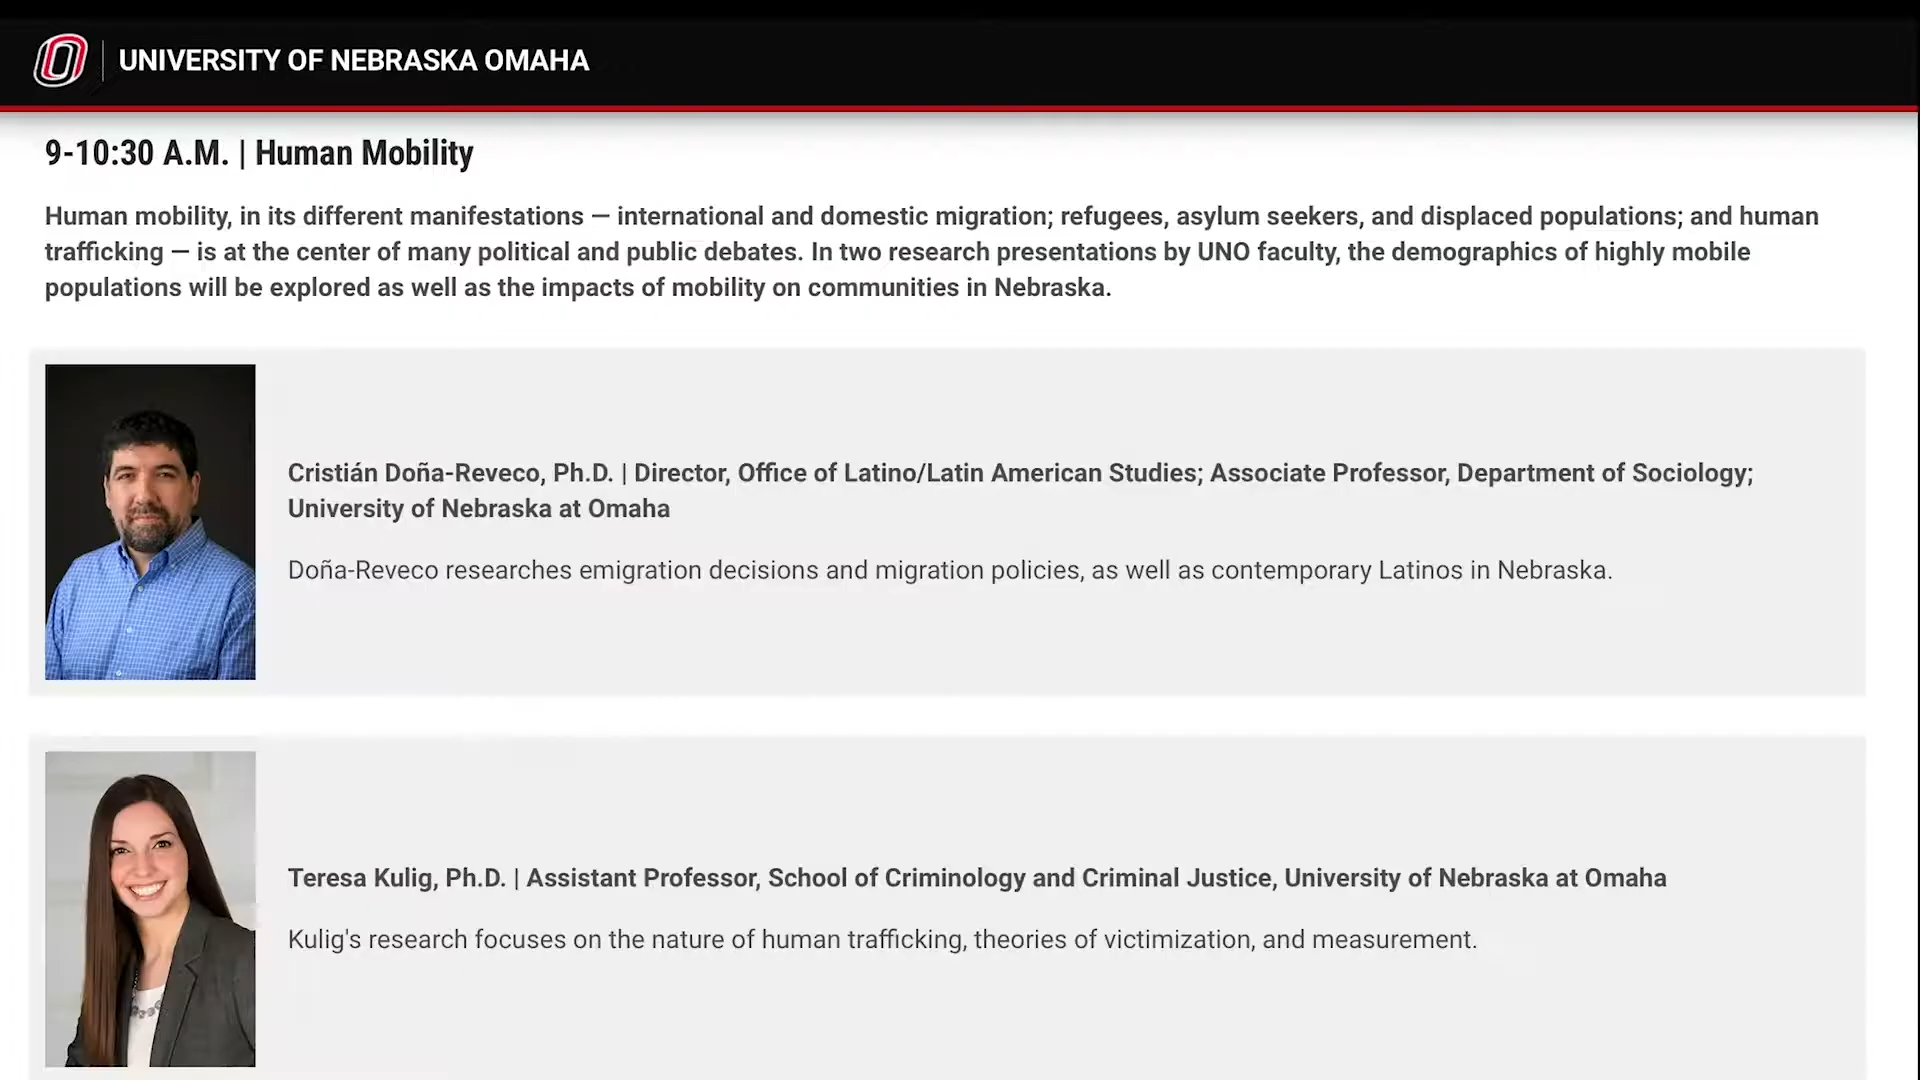 UNIVERSITY OF NEBRASKA OMAHA
9-10:30 A.M. | Human Mobility
Human mobility, in its different manifestations — international and domestic migration; refugees, asylum seekers, and displaced populations; and human
trafficking — is at the center of many political and public debates. In two research presentations by UNO faculty, the demographics of highly mobile
populations will be explored as well as the impacts of mobility on communities in Nebraska.
Cristián Doña-Reveco, Ph.D. | Director, Office of Latino/Latin American Studies; Associate Professor, Department of Sociology;
University of Nebraska at Omaha
Doña-Reveco researches emigration decisions and migration policies, as well as contemporary Latinos in Nebraska.
Teresa Kulig, Ph.D. | Assistant Professor, School of Criminology and Criminal Justice, University of Nebraska at Omaha
Kulig's research focuses on the nature of human trafficking, theories of victimization, and measurement.